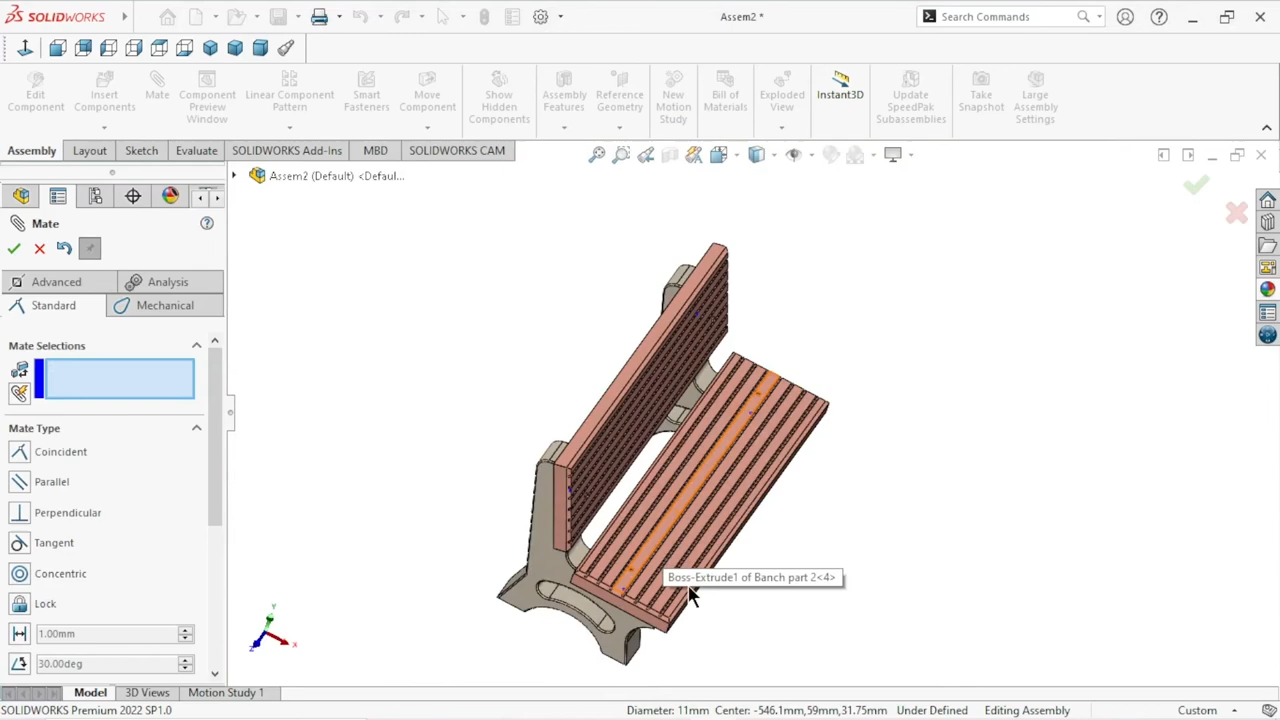 SOLIDWORKS
Assem2 *
Search Commands
Edit Component
Insert Components
Mate
Component Preview Window
Linear Component Pattern
Smart Fasteners
Move Component
Show Hidden Components
Assembly Features
Reference Geometry
New Motion Study
Bill of Materials
Exploded View
Instant3D
Update SpeedPak Subassemblies
Take Snapshot
Large Assembly Settings
Assembly Layout Sketch Evaluate SOLIDWORKS Add-Ins MBD SOLIDWORKS CAM
Assem2 (Default) <Defaul...
Mate
Advanced Analysis
Standard Mechanical
Mate Selections
Mate Type
Coincident
Parallel
Perpendicular
Tangent
Concentric
Lock
1.00mm
30.00deg
Boss-Extrude1 of Banch part 2<4>
Y
X
Z
Model 3D Views Motion Study 1
SOLIDWORKS Premium 2022 SP1.0
Diameter: 11mm Center: -546.1mm,59mm,31.75mm Under Defined Editing Assembly Custom